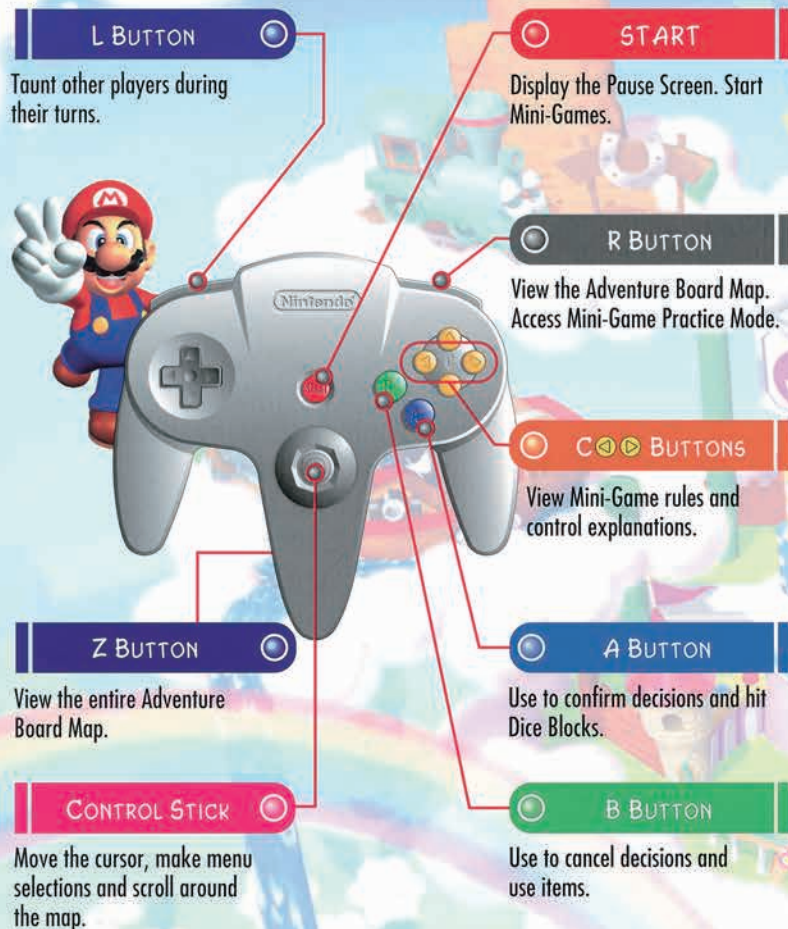 L BUTTON
Taunt other players during
their turns.
START
Display the Pause Screen. Start
Mini-Games.
R BUTTON
View the Adventure Board Map.
Access Mini-Game Practice Mode.
Nintendo
M
START
C ◁ ▷ BUTTONS
View Mini-Game rules and
control explanations.
Z BUTTON
View the entire Adventure
Board Map.
A BUTTON
Use to confirm decisions and hit
Dice Blocks.
CONTROL STICK
Move the cursor, make menu
selections and scroll around
the map.
B BUTTON
Use to cancel decisions and
use items.